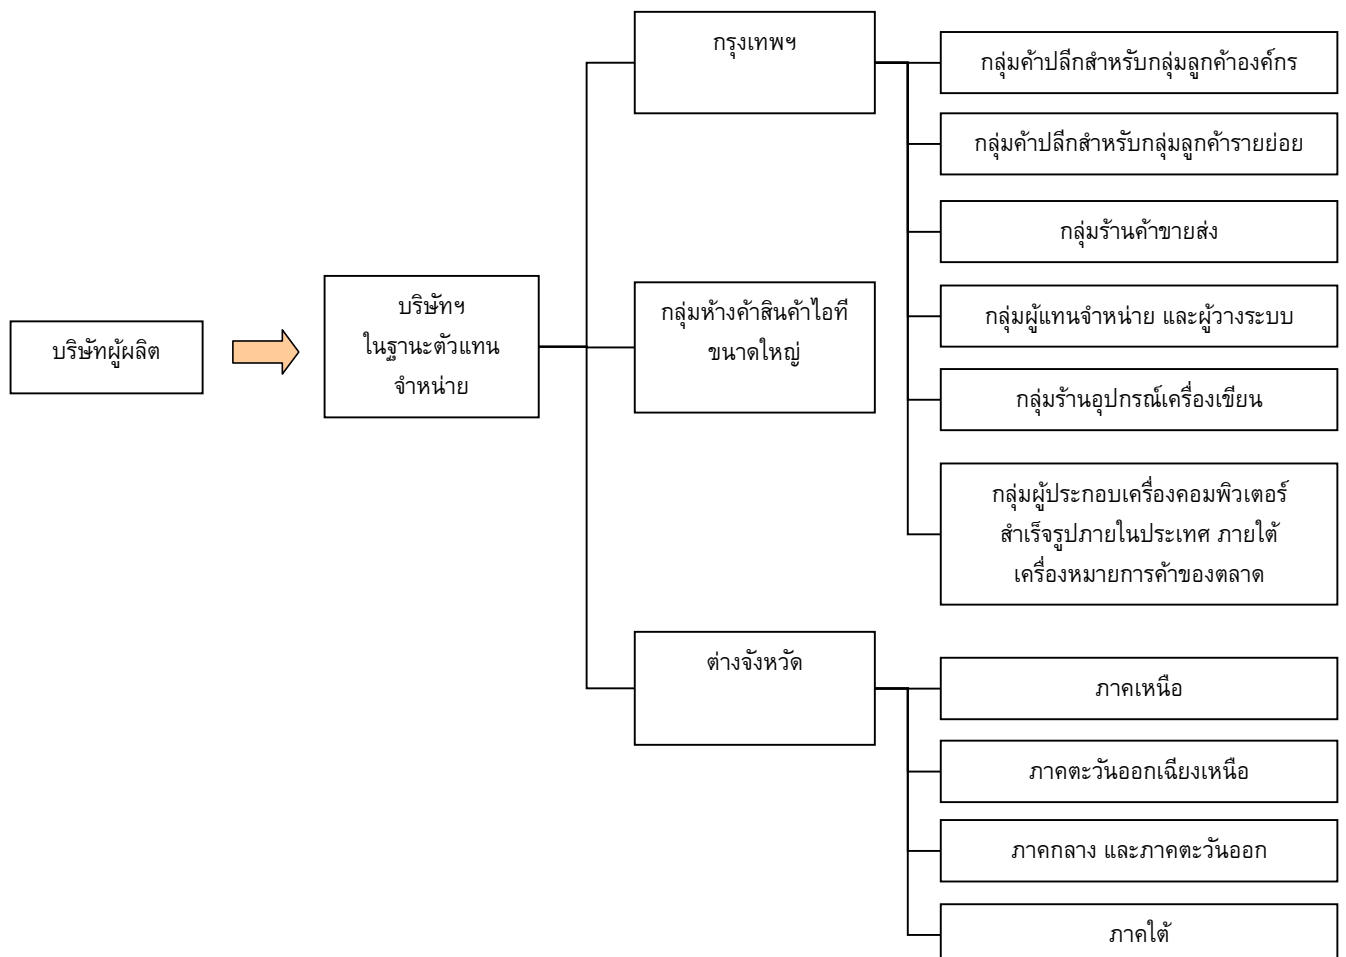 กรุงเทพฯ
กลุ่มค้าปลีกสำหรับกลุ่มลูกค้าองค์กร
กลุ่มค้าปลีกสำหรับกลุ่มลูกค้ารายย่อย
กลุ่มร้านค้าขายส่ง
บริษัทผู้ผลิต
บริษัทฯ
ในฐานะตัวแทน
จำหน่าย
กลุ่มห้างค้าสินค้าไอที
ขนาดใหญ่
กลุ่มผู้แทนจำหน่าย และผู้วางระบบ
กลุ่มร้านอุปกรณ์เครื่องเขียน
กลุ่มผู้ประกอบเครื่องคอมพิวเตอร์
สำเร็จรูปภายในประเทศ ภายใต้
เครื่องหมายการค้าของตลาด
ต่างจังหวัด
ภาคเหนือ
ภาคตะวันออกเฉียงเหนือ
ภาคกลาง และภาคตะวันออก
ภาคใต้